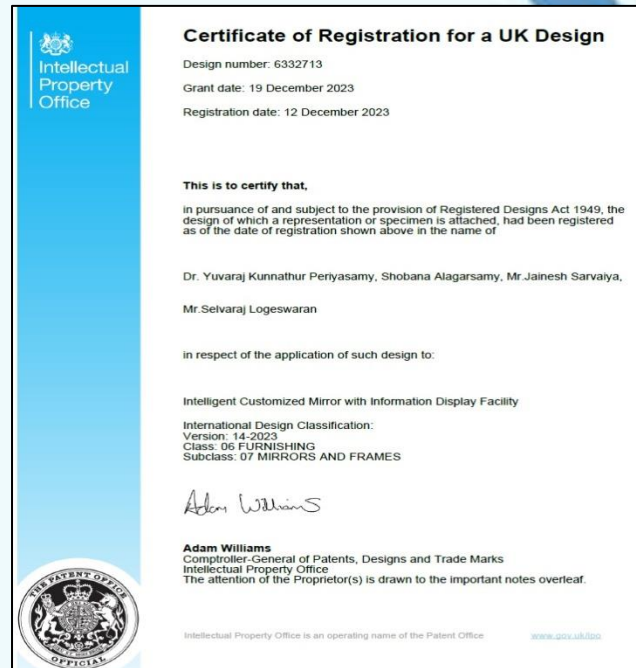 Intellectual
Property
Office
Certificate of Registration for a UK Design
Design number: 6332713
Grant date: 19 December 2023
Registration date: 12 December 2023
This is to certify that,
in pursuance of and subject to the provision of Registered Designs Act 1949, the
design of which a representation or specimen is attached, had been registered
as of the date of registration shown above in the name of
Dr. Yuvaraj Kunnathur Periyasamy, Shobana Alagarsamy, Mr.Jainesh Sarvaiya,
Mr.Selvaraj Logeswaran
in respect of the application of such design to:
Intelligent Customized Mirror with Information Display Facility
International Design Classification:
Version: 14-2023
Class: 06 FURNISHING
Subclass: 07 MIRRORS AND FRAMES
Adam Williams
Adam Williams
Comptroller-General of Patents, Designs and Trade Marks
Intellectual Property Office
The attention of the Proprietor(s) is drawn to the important notes overleaf.
THE PATENT OFFICE
OFFICIAL
Intellectual Property Office is an operating name of the Patent Office www.gov.uk/ipo